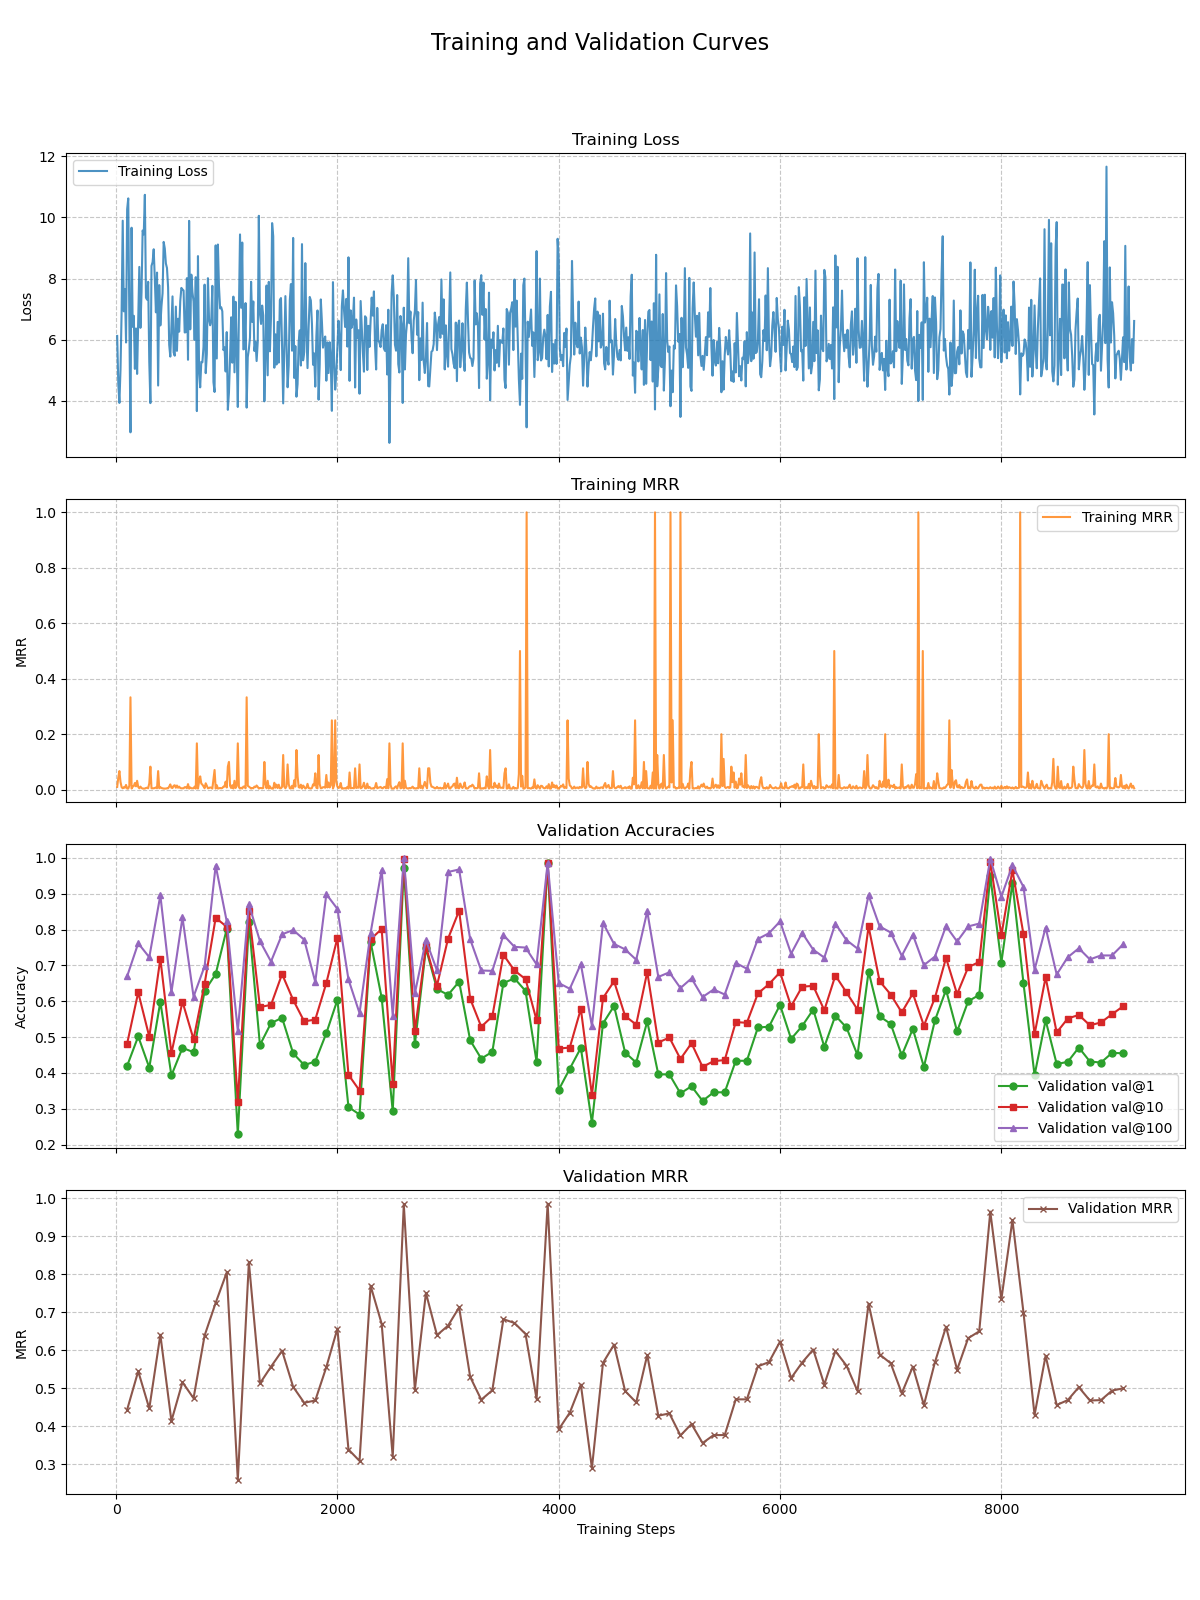 Training and Validation Curves
Training Loss
12
10
8
6
4
Loss
Training Loss
Training MRR
1.0
0.8
0.6
0.4
0.2
0.0
MRR
Training MRR
Validation Accuracies
1.0
0.9
0.8
0.7
0.6
0.5
0.4
0.3
0.2
Accuracy
Validation val@1
Validation val@10
Validation val@100
Validation MRR
1.0
0.9
0.8
0.7
0.6
0.5
0.4
0.3
MRR
Validation MRR
0 2000 4000 6000 8000
Training Steps